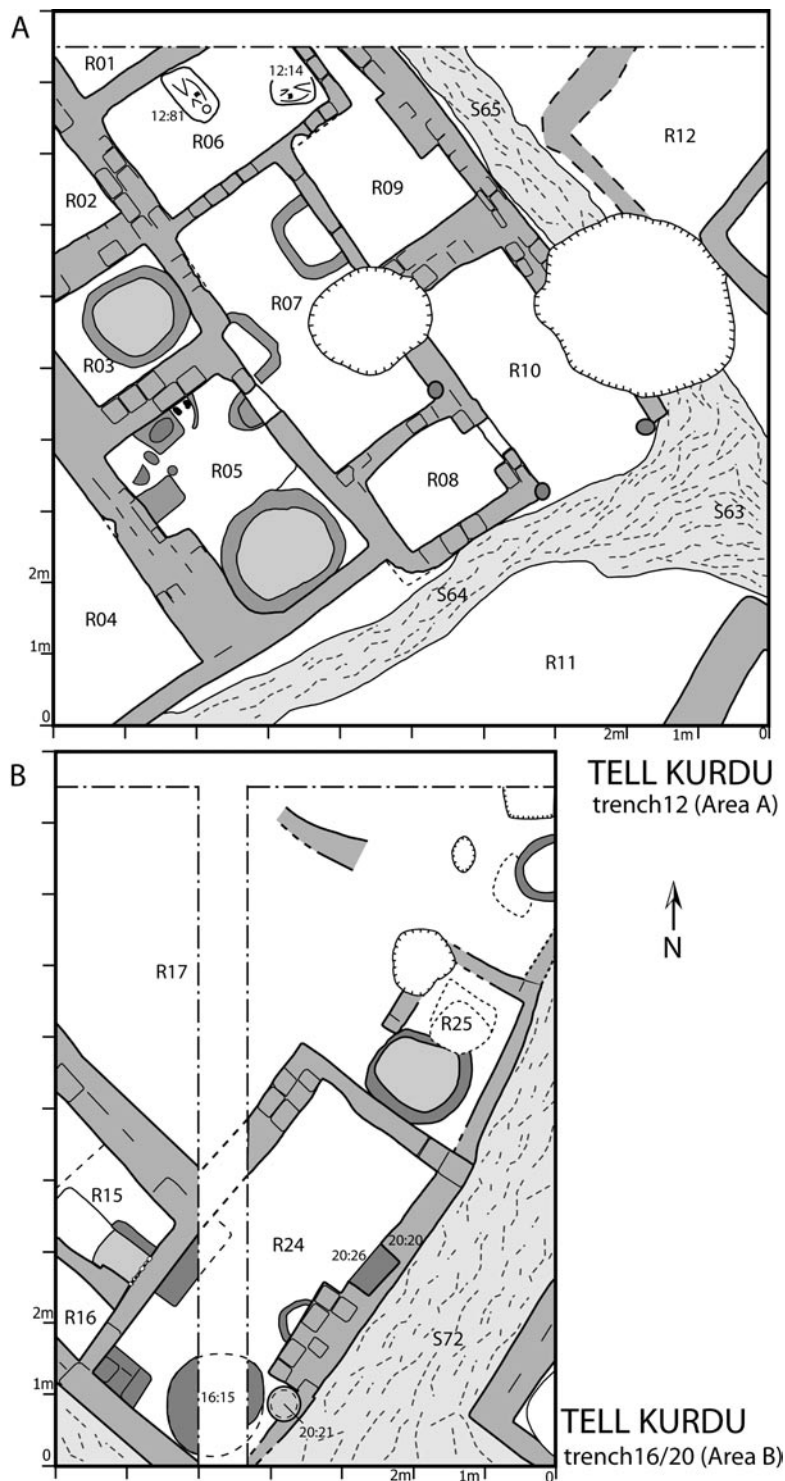 A
R01
12:14
12:81
R06
S65
R12
R02
R09
R07
R03
R10
R05
R08
S63
2m
S64
R04
1m
R11
0
2m 1m 0
B
TELL KURDU
trench12 (Area A)
N
R17
R25
R15
R24
20:20
20:26
R16
2m
S72
1m
16:15
20:21
TELL KURDU
trench16/20 (Area B)
0
2m 1m 0